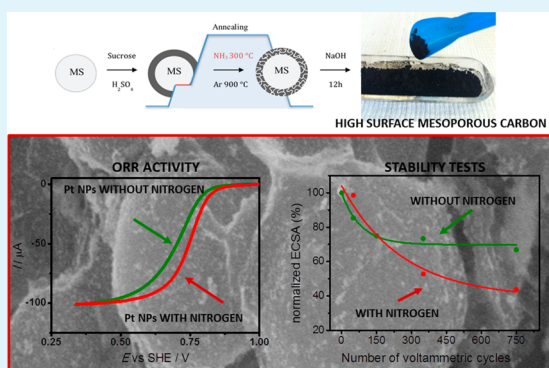 Annealing
Sucrose
NH₃ 300 °C
NaOH
MS
MS
MS
H₂SO₄
Ar 900 °C
12h
HIGH SURFACE MESOPOROUS CARBON
ORR ACTIVITY
Pt NPs WITHOUT NITROGEN
Pt NPs WITH NITROGEN
I / µA
0
-50
-100
0.25 0.50 0.75 1.00
E vs SHE / V
STABILITY TESTS
WITHOUT NITROGEN
WITH NITROGEN
normalized ECSA (%)
100
80
60
40
20
0 150 300 450 600 750
Number of voltammetric cycles